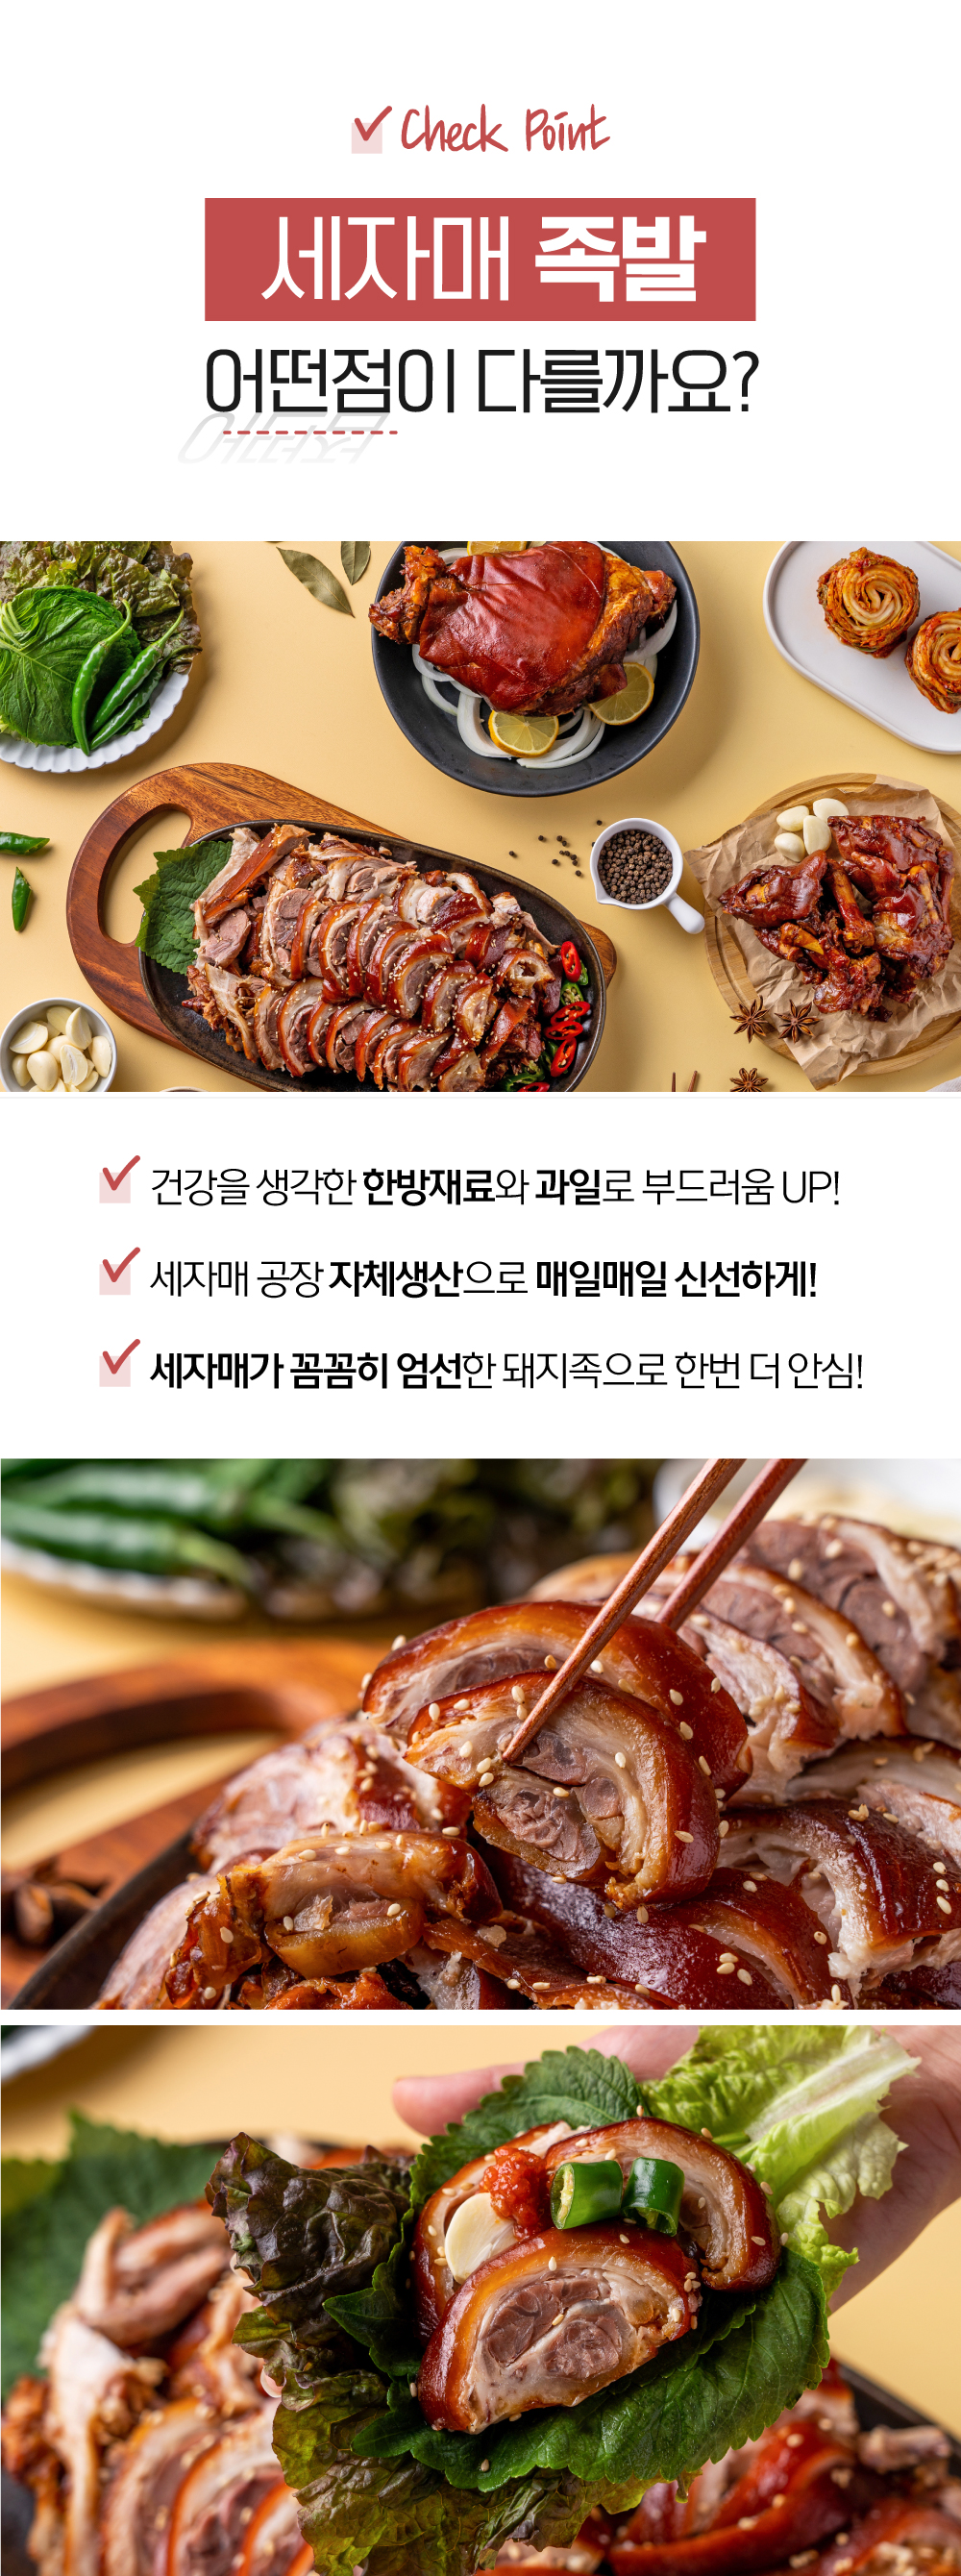 Check Point
세자매 족발
어떤점이 다를까요?
어떤점
건강을 생각한 한방재료와 과일로 부드러움 UP!
세자매 공장 자체생산으로 매일매일 신선하게!
세자매가 꼼꼼히 엄선한 돼지족으로 한번 더 안심!